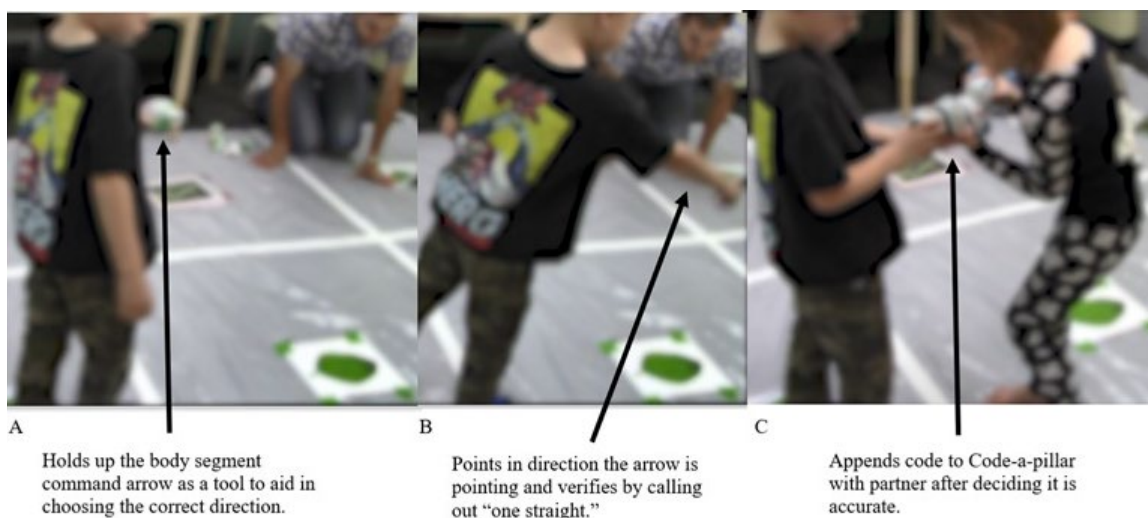 A
B
C
Holds up the body segment
command arrow as a tool to aid in
choosing the correct direction.
Points in direction the arrow is
pointing and verifies by calling
out “one straight.”
Appends code to Code-a-pillar
with partner after deciding it is
accurate.